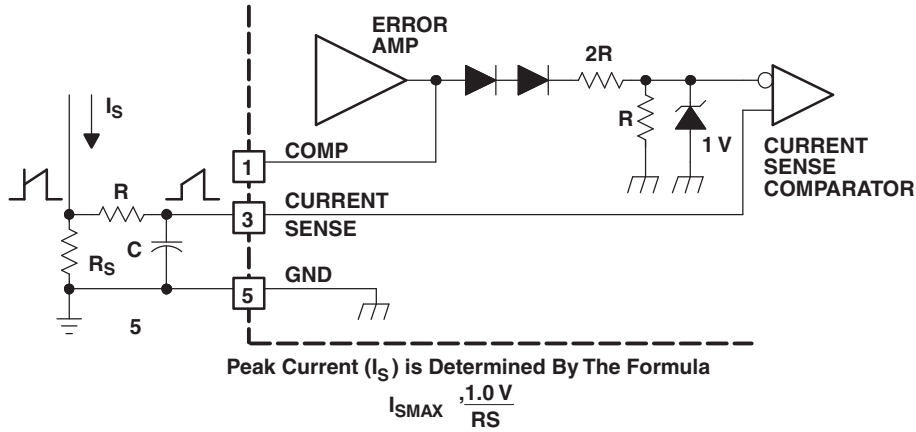 ERROR
AMP
2R
I_S
R
1 V
CURRENT
SENSE
COMPARATOR
1
COMP
R
3
CURRENT
SENSE
C
R_S
5
GND
5
Peak Current (I_S) is Determined By The Formula
I_SMAX ,1.0 V
RS